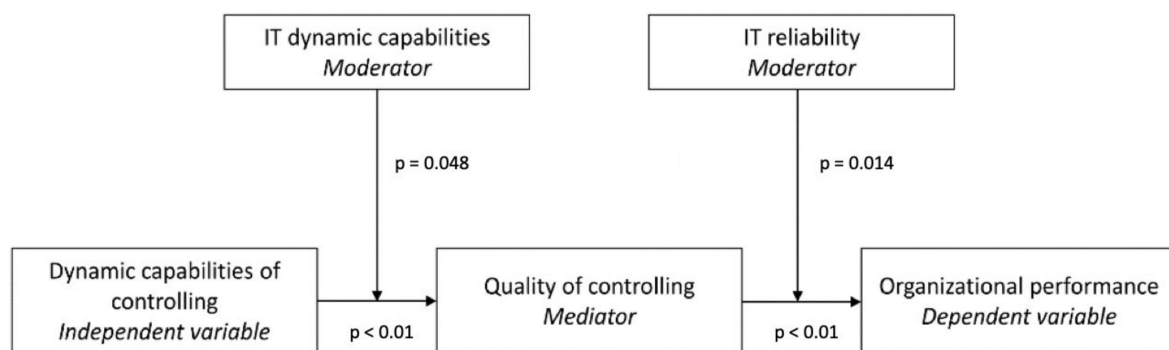 IT dynamic capabilities
Moderator
IT reliability
Moderator
p = 0.048
p = 0.014
Dynamic capabilities of
controlling
Independent variable
p < 0.01
Quality of controlling
Mediator
p < 0.01
Organizational performance
Dependent variable